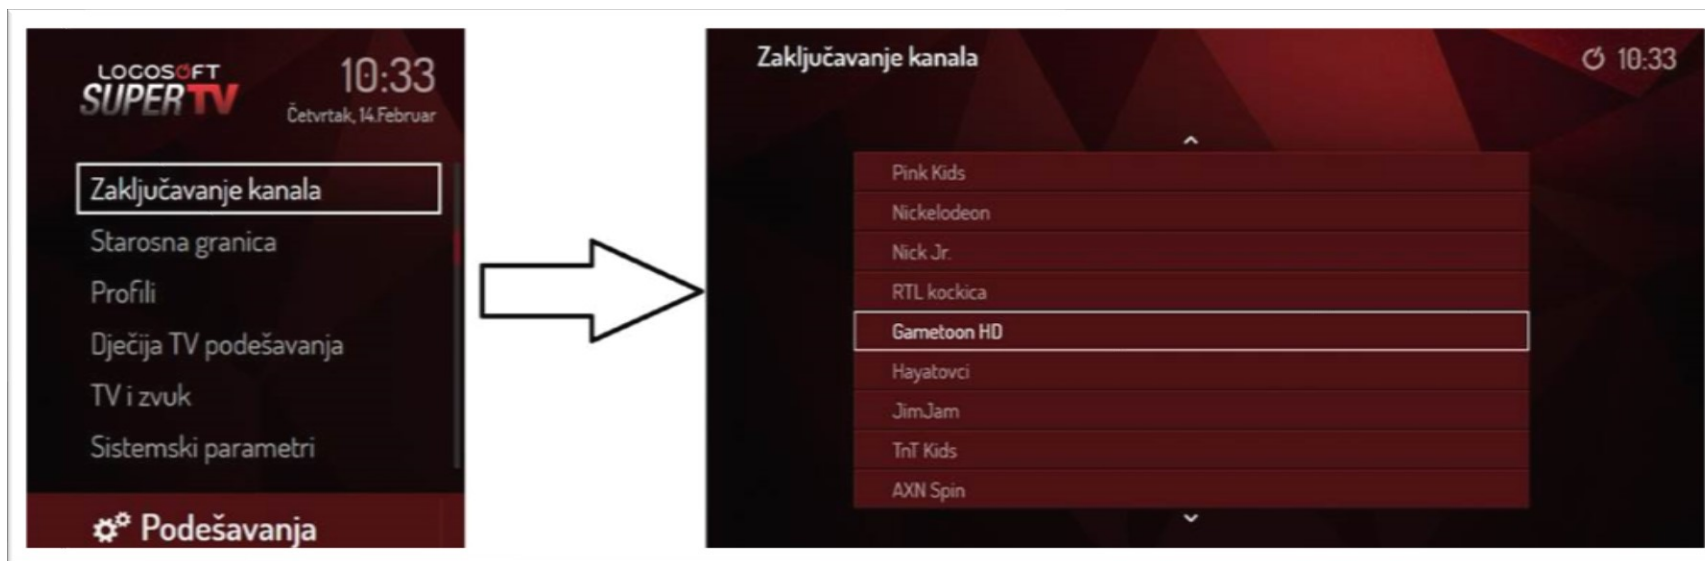 LOGOSOFT
SUPERTV
10:33
Četvrtak, 14.Februar
Zaključavanje kanala
Starosna granica
Profili
Dječija TV podešavanja
TV i zvuk
Sistemski parametri
Podešavanja
Zaključavanje kanala
10:33
Pink Kids
Nickelodeon
Nick Jr.
RTL kockica
Gametoon HD
Hayatovci
JimJam
TnT Kids
AXN Spin